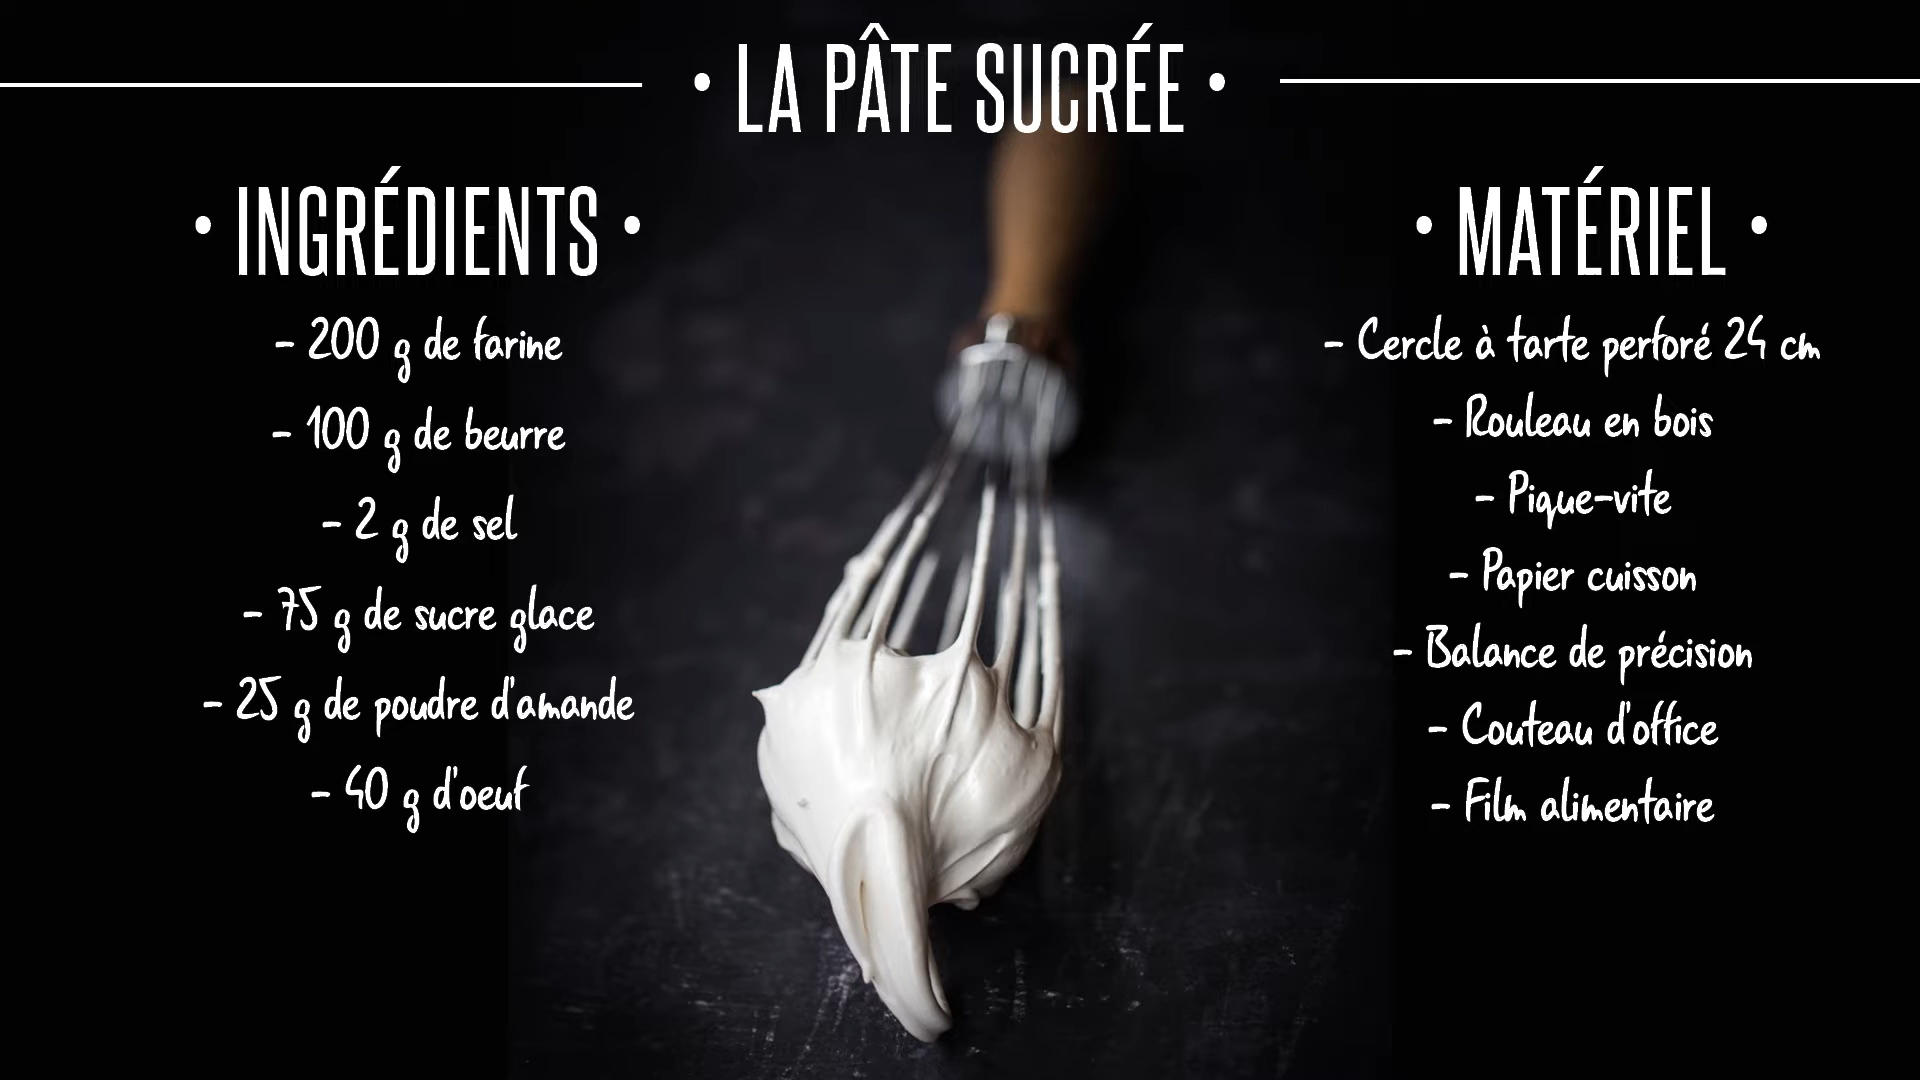 • LA PÂTE SUCRÉE •
• INGRÉDIENTS •
- 200 g de farine
- 100 g de beurre
- 2 g de sel
- 75 g de sucre glace
- 25 g de poudre d'amande
- 40 g d'oeuf
• MATÉRIEL •
- Cercle à tarte perforé 24 cm
- Rouleau en bois
- Pique-vite
- Papier cuisson
- Balance de précision
- Couteau d'office
- Film alimentaire